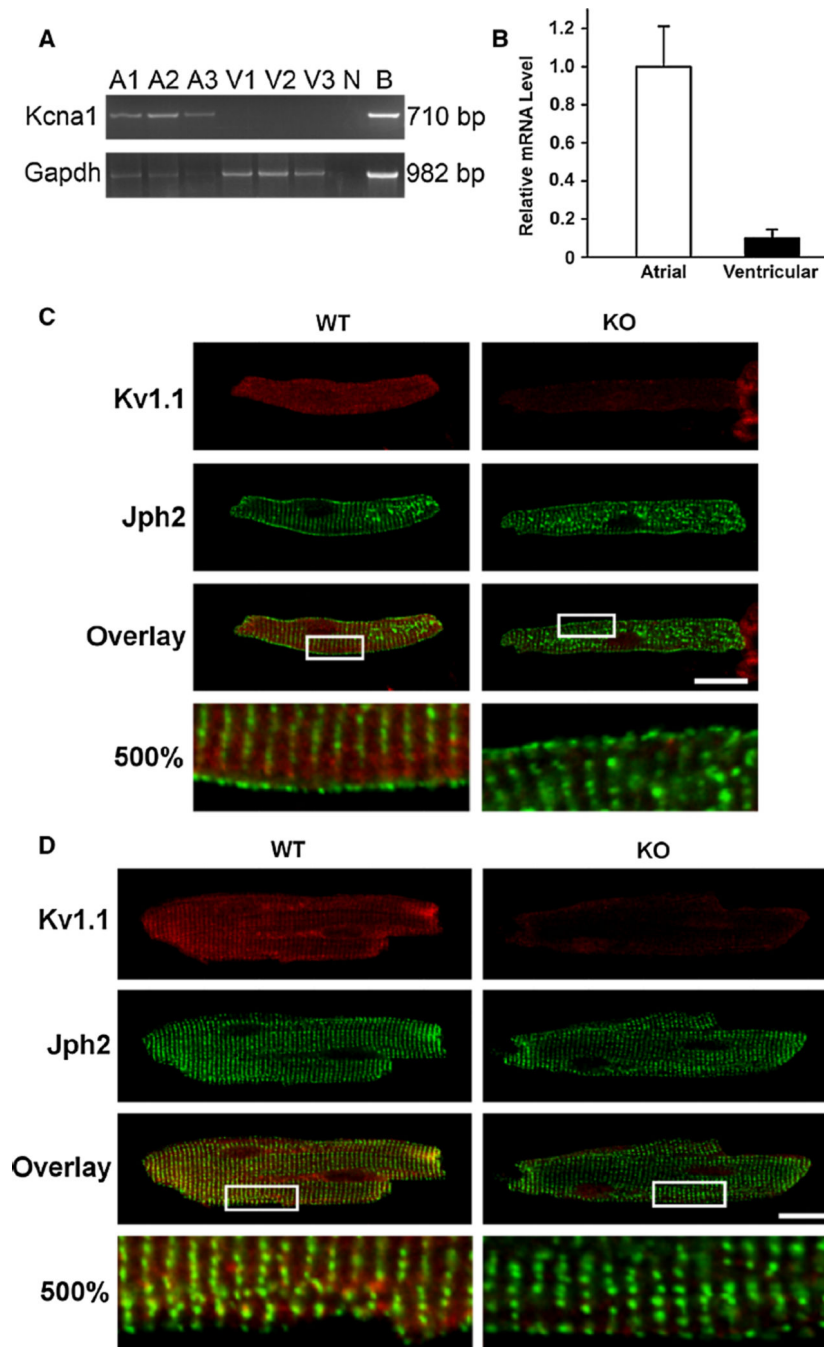 A
A1 A2 A3 V1 V2 V3 N B
Kcna1 710 bp
Gapdh 982 bp
B
Relative mRNA Level
1.2
1.0
0.8
0.6
0.4
0.2
0
Atrial Ventricular
C
WT KO
Kv1.1
Jph2
Overlay
500%
D
WT KO
Kv1.1
Jph2
Overlay
500%